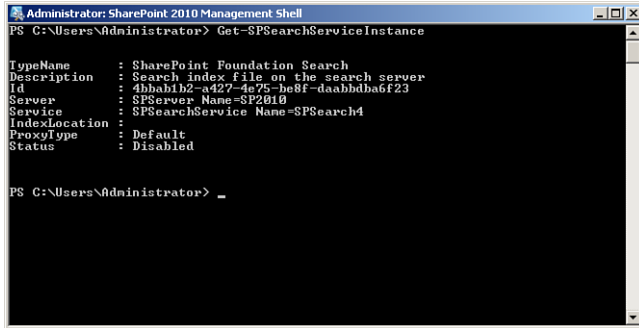 Administrator: SharePoint 2010 Management Shell
PS C:\Users\Administrator> Get-SPSearchServiceInstance
TypeName : SharePoint Foundation Search
Description : Search index file on the search server
Id : 4bbab1b2-a427-4e75-be8f-daabbdba6f23
Server : SPServer Name=SP2010
Service : SPSearchService Name=SPSearch4
IndexLocation :
ProxyType : Default
Status : Disabled
PS C:\Users\Administrator> _